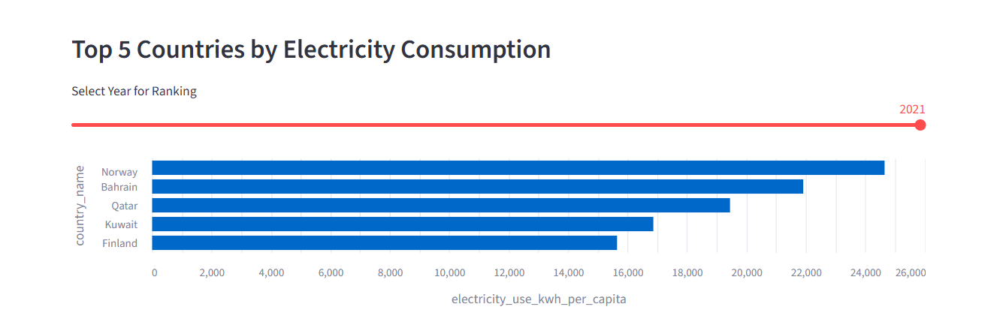 Top 5 Countries by Electricity Consumption
Select Year for Ranking
2021
country_name
Norway
Bahrain
Qatar
Kuwait
Finland
0 2,000 4,000 6,000 8,000 10,000 12,000 14,000 16,000 18,000 20,000 22,000 24,000 26,000
electricity_use_kwh_per_capita